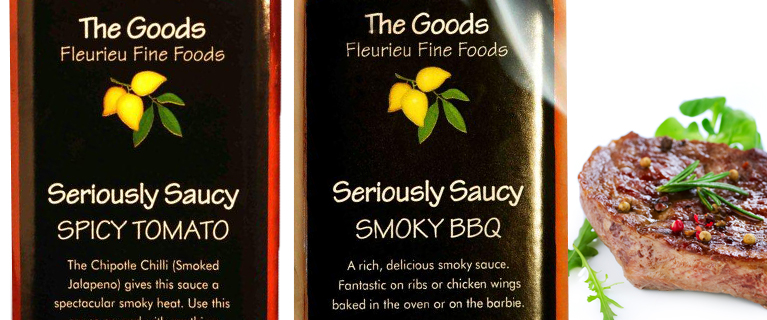 The Goods
Fleurieu Fine Foods
Seriously Saucy
SPICY TOMATO
The Chipotle Chilli (Smoked
Jalapeno) gives this sauce a
spectacular smoky heat. Use this
The Goods
Fleurieu Fine Foods
Seriously Saucy
SMOKY BBQ
A rich, delicious smoky sauce.
Fantastic on ribs or chicken wings
baked in the oven or on the barbie.